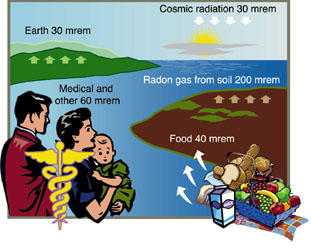 Cosmic radiation 30 mrem
Earth 30 mrem
Radon gas from soil 200 mrem
Medical and
other 60 mrem
Food 40 mrem